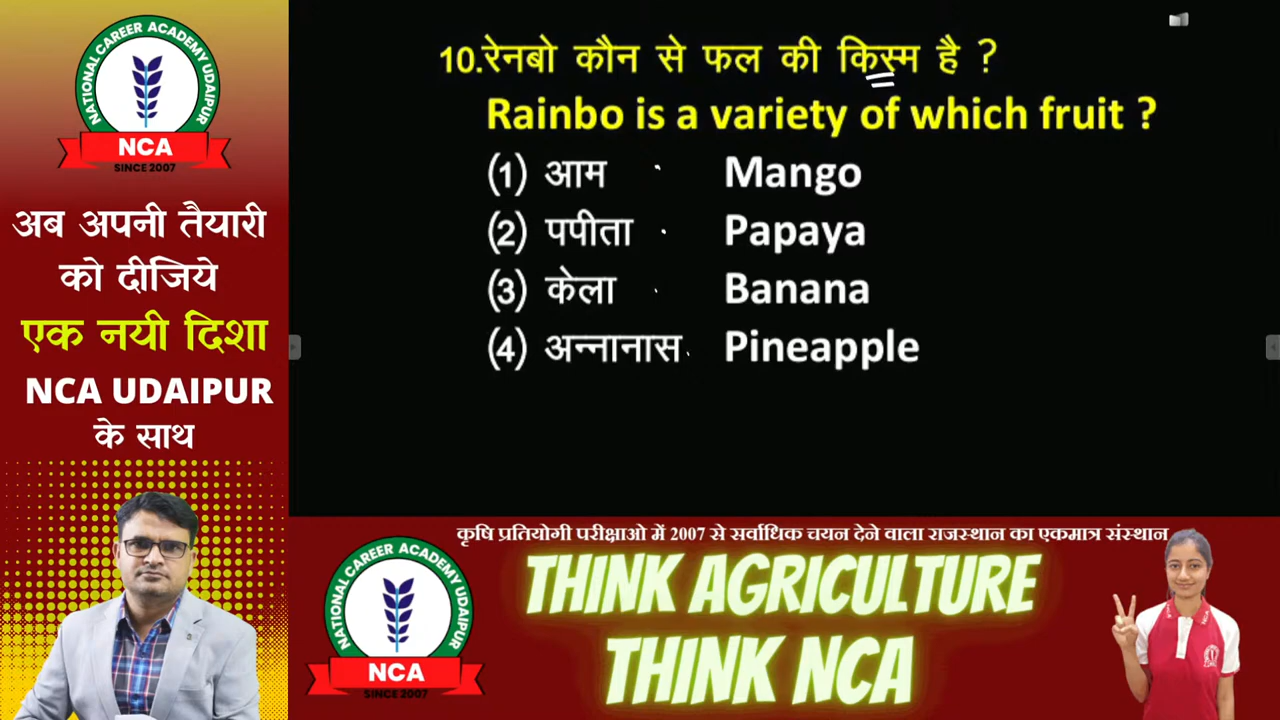 NATIONAL CAREER ACADEMY UDAIPUR
NCA
SINCE 2007
अब अपनी तैयारी
को दीजिये
एक नयी दिशा
NCA UDAIPUR
के साथ
10.रेनबो कौन से फल की किस्म है ?
Rainbo is a variety of which fruit ?
(1) आम Mango
(2) पपीता Papaya
(3) केला Banana
(4) अन्नानास Pineapple
कृषि प्रतियोगी परीक्षाओ में 2007 से सर्वाधिक चयन देने वाला राजस्थान का एकमात्र संस्थान
NATIONAL CAREER ACADEMY UDAIPUR
NCA
SINCE 2007
THINK AGRICULTURE
THINK NCA